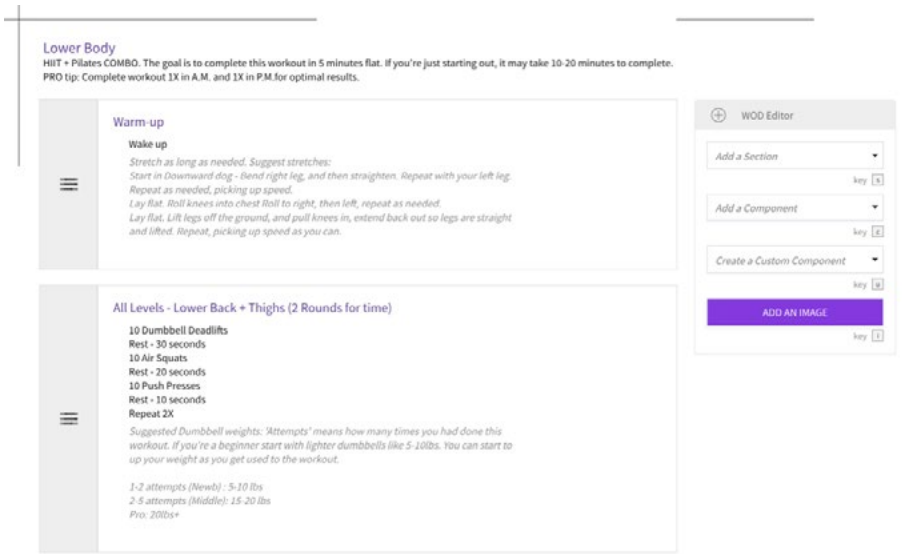 Lower Body
HIIT + Pilates COMBO. The goal is to complete this workout in 5 minutes flat. If you're just starting out, it may take 10-20 minutes to complete.
PRO tip: Complete workout 1X in A.M. and 1X in P.M.for optimal results.
Warm-up
Wake up
Stretch as long as needed. Suggest stretches:
Start in Downward dog - Bend right leg, and then straighten. Repeat with your left leg.
Repeat as needed, picking up speed.
Lay flat. Roll knees into chest Roll to right, then left, repeat as needed.
Lay flat. Lift legs off the ground, and pull knees in, extend back out so legs are straight
and lifted. Repeat, picking up speed as you can.
All Levels - Lower Back + Thighs (2 Rounds for time)
10 Dumbbell Deadlifts
Rest - 30 seconds
10 Air Squats
Rest - 20 seconds
10 Push Presses
Rest - 10 seconds
Repeat 2X
Suggested Dumbbell weights: 'Attempts' means how many times you had done this
workout. If you're a beginner start with lighter dumbbells like 5-10lbs. You can start to
up your weight as you get used to the workout.
1-2 attempts (Newb) : 5-10 lbs
2-5 attempts (Middle): 15-20 lbs
Pro: 20lbs+
WOD Editor
Add a Section
key s
Add a Component
key c
Create a Custom Component
key
ADD AN IMAGE
key i